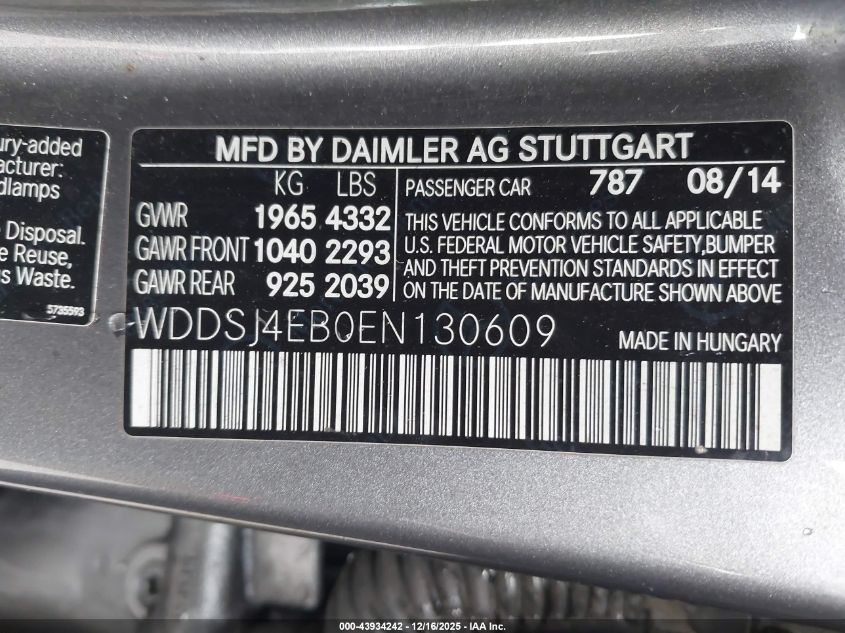 ry-added
acturer:
dlamps
Disposal.
e Reuse,
s Waste.
5735593
MFD BY DAIMLER AG STUTTGART
KG LBS
GVWR 1965 4332
GAWR FRONT 1040 2293
GAWR REAR 925 2039
PASSENGER CAR 787 08/14
THIS VEHICLE CONFORMS TO ALL APPLICABLE
U.S. FEDERAL MOTOR VEHICLE SAFETY,BUMPER
AND THEFT PREVENTION STANDARDS IN EFFECT
ON THE DATE OF MANUFACTURE SHOWN ABOVE
WDDSJ4EB0EN130609 MADE IN HUNGARY
000-43934242 - 12/16/2025 - IAA Inc.